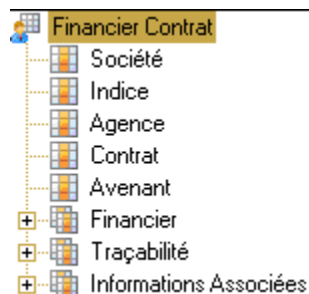 Financier Contrat
Société
Indice
Agence
Contrat
Avenant
Financier
Traçabilité
Informations Associées